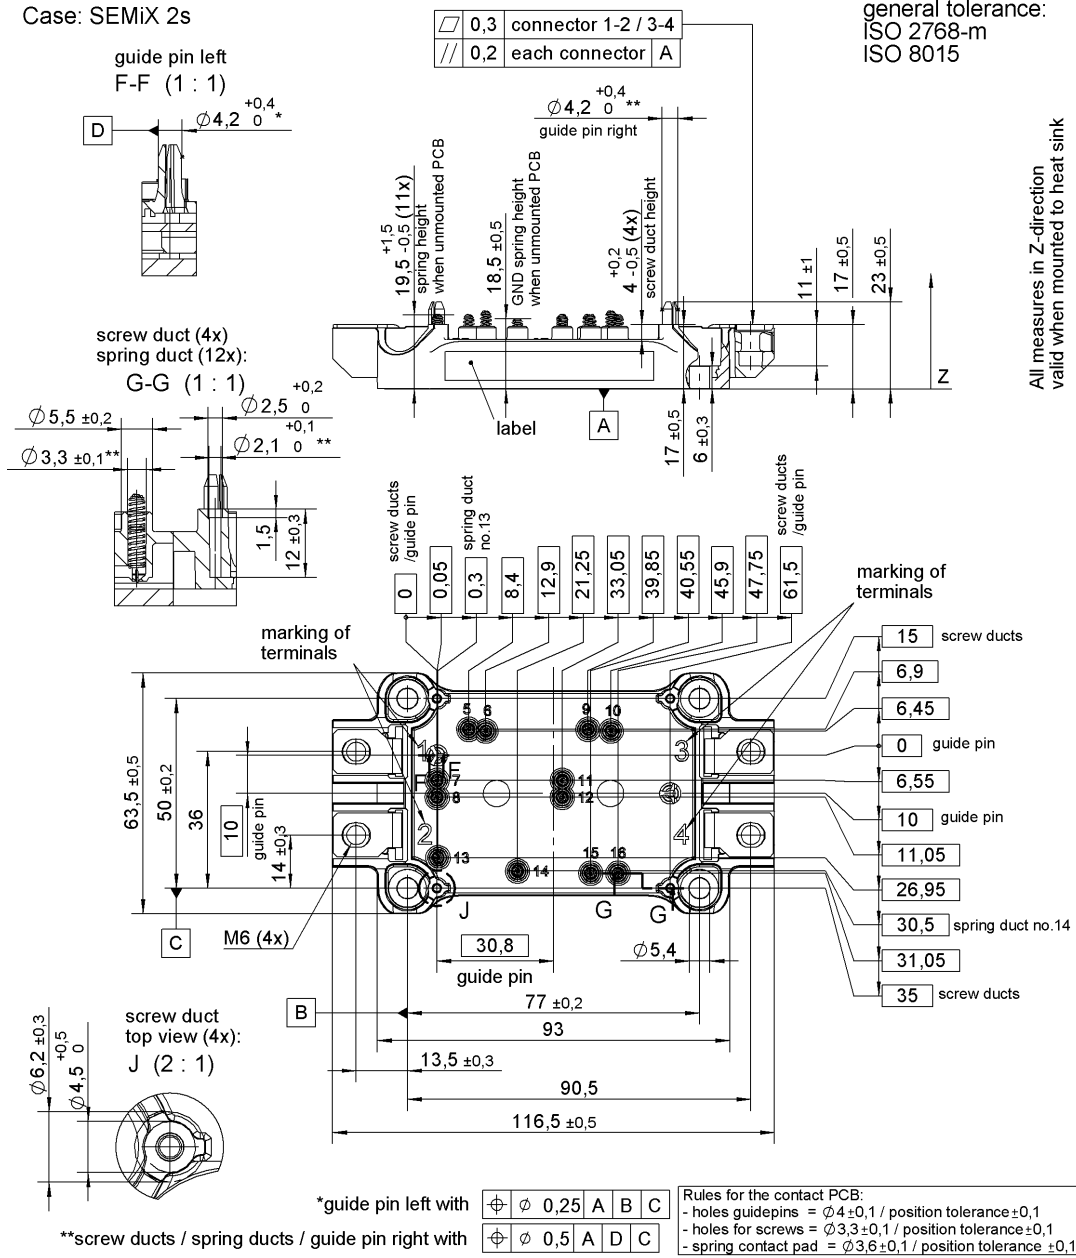 Case: SEMiX 2s
general tolerance:
ISO 2768-m
ISO 8015
0,3 connector 1-2 / 3-4
0,2 each connector A
guide pin left
F-F (1 : 1)
D
Ø4,2 +0,4 0 *
Ø4,2 +0,4 0 **
guide pin right
19,5 +1,5 -0,5 (11x)
spring height
when unmounted PCB
18,5 ±0,5
GND spring height
when unmounted PCB
4 +0,2 -0,5 (4x)
screw duct height
11 ±1
17 ±0,5
23 ±0,5
All measures in Z-direction
valid when mounted to heat sink
Z
label
A
17 ±0,5
6 ±0,3
screw duct (4x)
spring duct (12x):
G-G (1 : 1)
Ø5,5 ±0,2
Ø2,5 +0,2 0
Ø3,3 ±0,1**
Ø2,1 +0,1 0 **
1,5
12 ±0,3
screw ducts
/guide pin
spring duct
no.13
screw ducts
/guide pin
0
0,05
0,3
8,4
12,9
21,25
33,05
39,85
40,55
45,9
47,75
61,5
marking of
terminals
marking of
terminals
15 screw ducts
6,9
6,45
0 guide pin
6,55
10 guide pin
11,05
26,95
30,5 spring duct no.14
31,05
35 screw ducts
63,5 ±0,5
50 ±0,2
36
10
guide pin
14 ±0,3
5 6 9 10
1 3
F
F
7 11
8 12
2 4
13 14 15 16
J G G
C
M6 (4x)
30,8
guide pin
Ø5,4
B
77 ±0,2
93
13,5 ±0,3
90,5
116,5 ±0,5
screw duct
top view (4x):
J (2 : 1)
Ø6,2 ±0,3
Ø4,5 +0,5 0
*guide pin left with ⌖ Ø 0,25 A B C
**screw ducts / spring ducts / guide pin right with ⌖ Ø 0,5 A D C
Rules for the contact PCB:
- holes guidepins = Ø4±0,1 / position tolerance±0,1
- holes for screws = Ø3,3±0,1 / position tolerance±0,1
- spring contact pad = Ø3,6±0,1 / position tolerance ±0,1